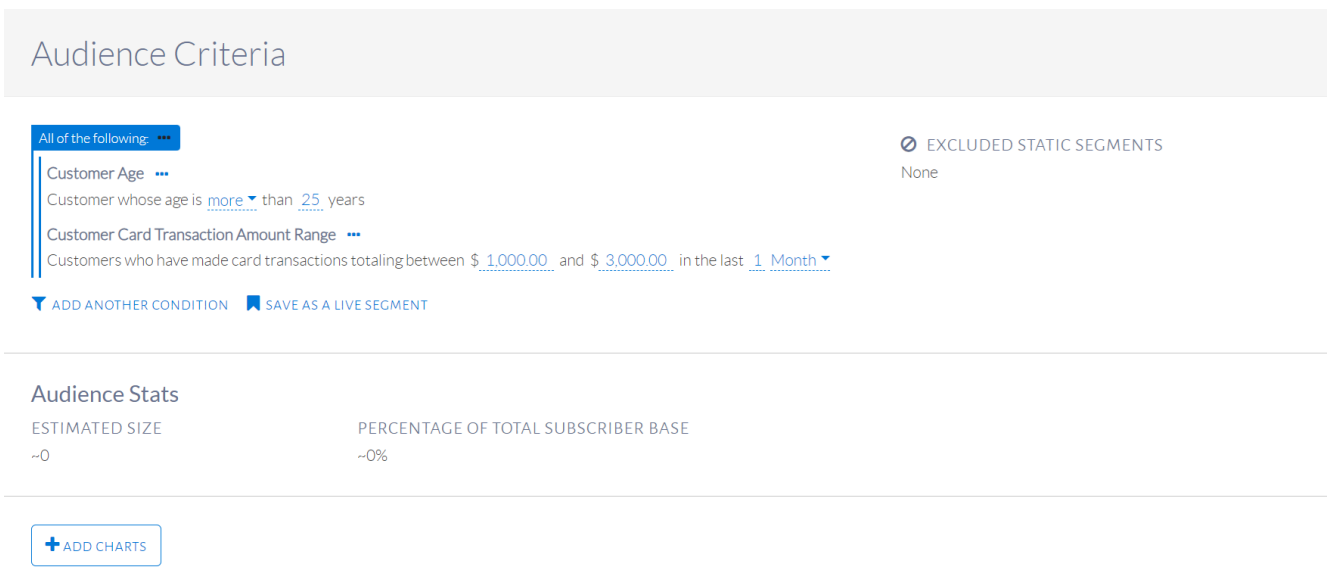 Audience Criteria
All of the following: •••
EXCLUDED STATIC SEGMENTS
None
Customer Age •••
Customer whose age is more than 25 years
Customer Card Transaction Amount Range •••
Customers who have made card transactions totaling between $ 1,000.00 and $ 3,000.00 in the last 1 Month
ADD ANOTHER CONDITION SAVE AS A LIVE SEGMENT
Audience Stats
ESTIMATED SIZE PERCENTAGE OF TOTAL SUBSCRIBER BASE
~0 ~0%
ADD CHARTS